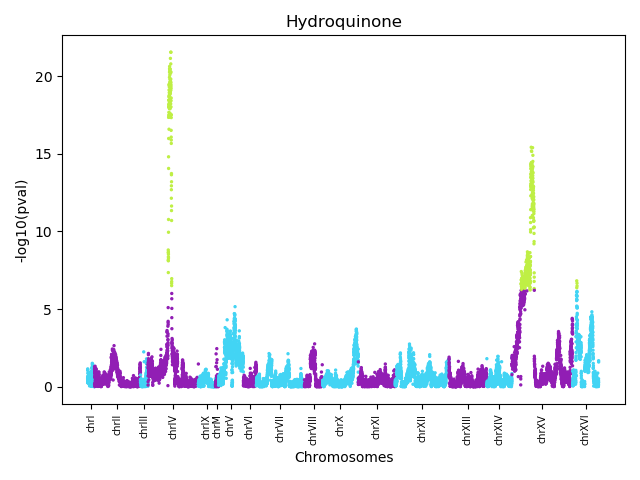 Hydroquinone
-log10(pval)
20
15
10
5
0
chrI
chrII
chrIII
chrIV
chrIX
chrM
chrV
chrVI
chrVII
chrVIII
chrX
chrXI
chrXII
chrXIII
chrXIV
chrXV
chrXVI
Chromosomes